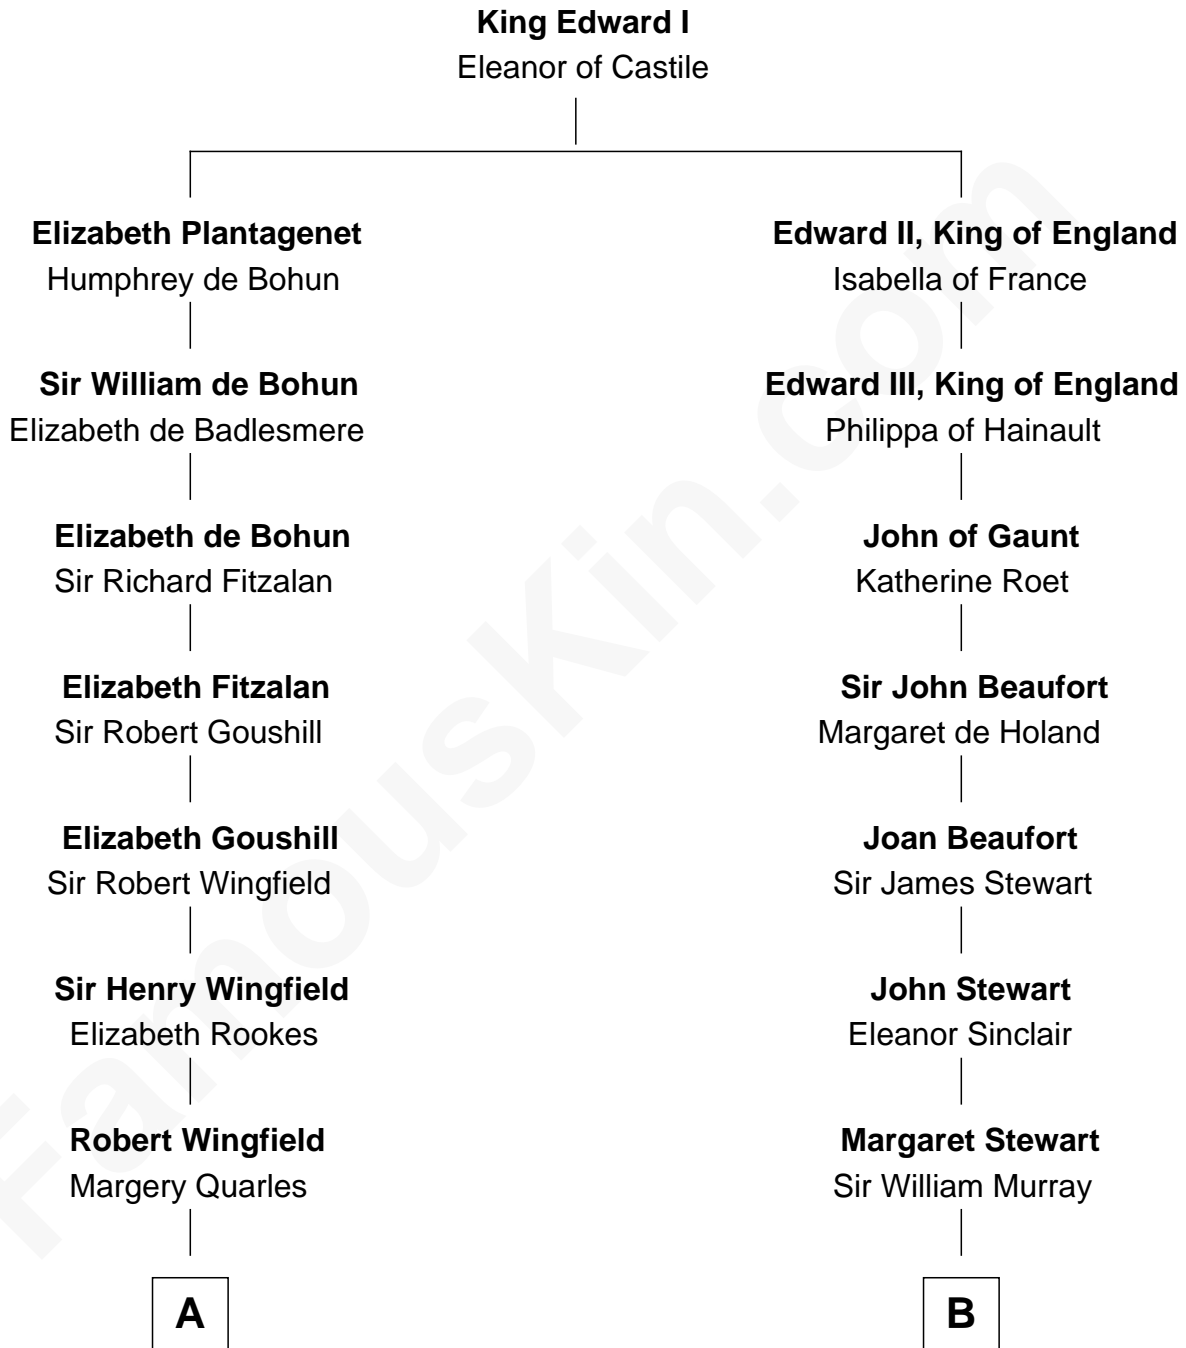 King Edward I
Eleanor of Castile
Elizabeth Plantagenet
Humphrey de Bohun
Edward II, King of England
Isabella of France
Sir William de Bohun
Elizabeth de Badlesmere
Edward III, King of England
Philippa of Hainault
Elizabeth de Bohun
Sir Richard Fitzalan
John of Gaunt
Katherine Roet
Elizabeth Fitzalan
Sir Robert Goushill
Sir John Beaufort
Margaret de Holand
Elizabeth Goushill
Sir Robert Wingfield
Joan Beaufort
Sir James Stewart
Sir Henry Wingfield
Elizabeth Rookes
John Stewart
Eleanor Sinclair
Robert Wingfield
Margery Quarles
Margaret Stewart
Sir William Murray
A
B
FamousKin.com